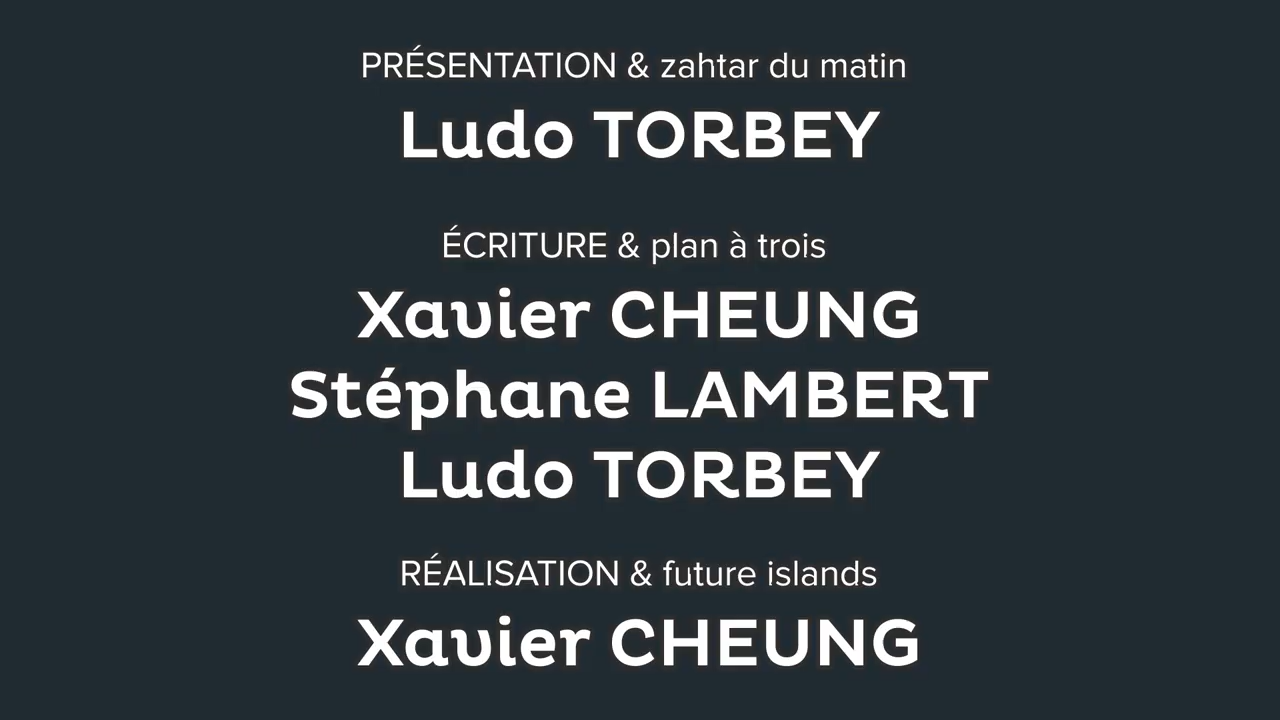 PRÉSENTATION & zahtar du matin
Ludo TORBEY
ÉCRITURE & plan à trois
Xavier CHEUNG
Stéphane LAMBERT
Ludo TORBEY
RÉALISATION & future islands
Xavier CHEUNG